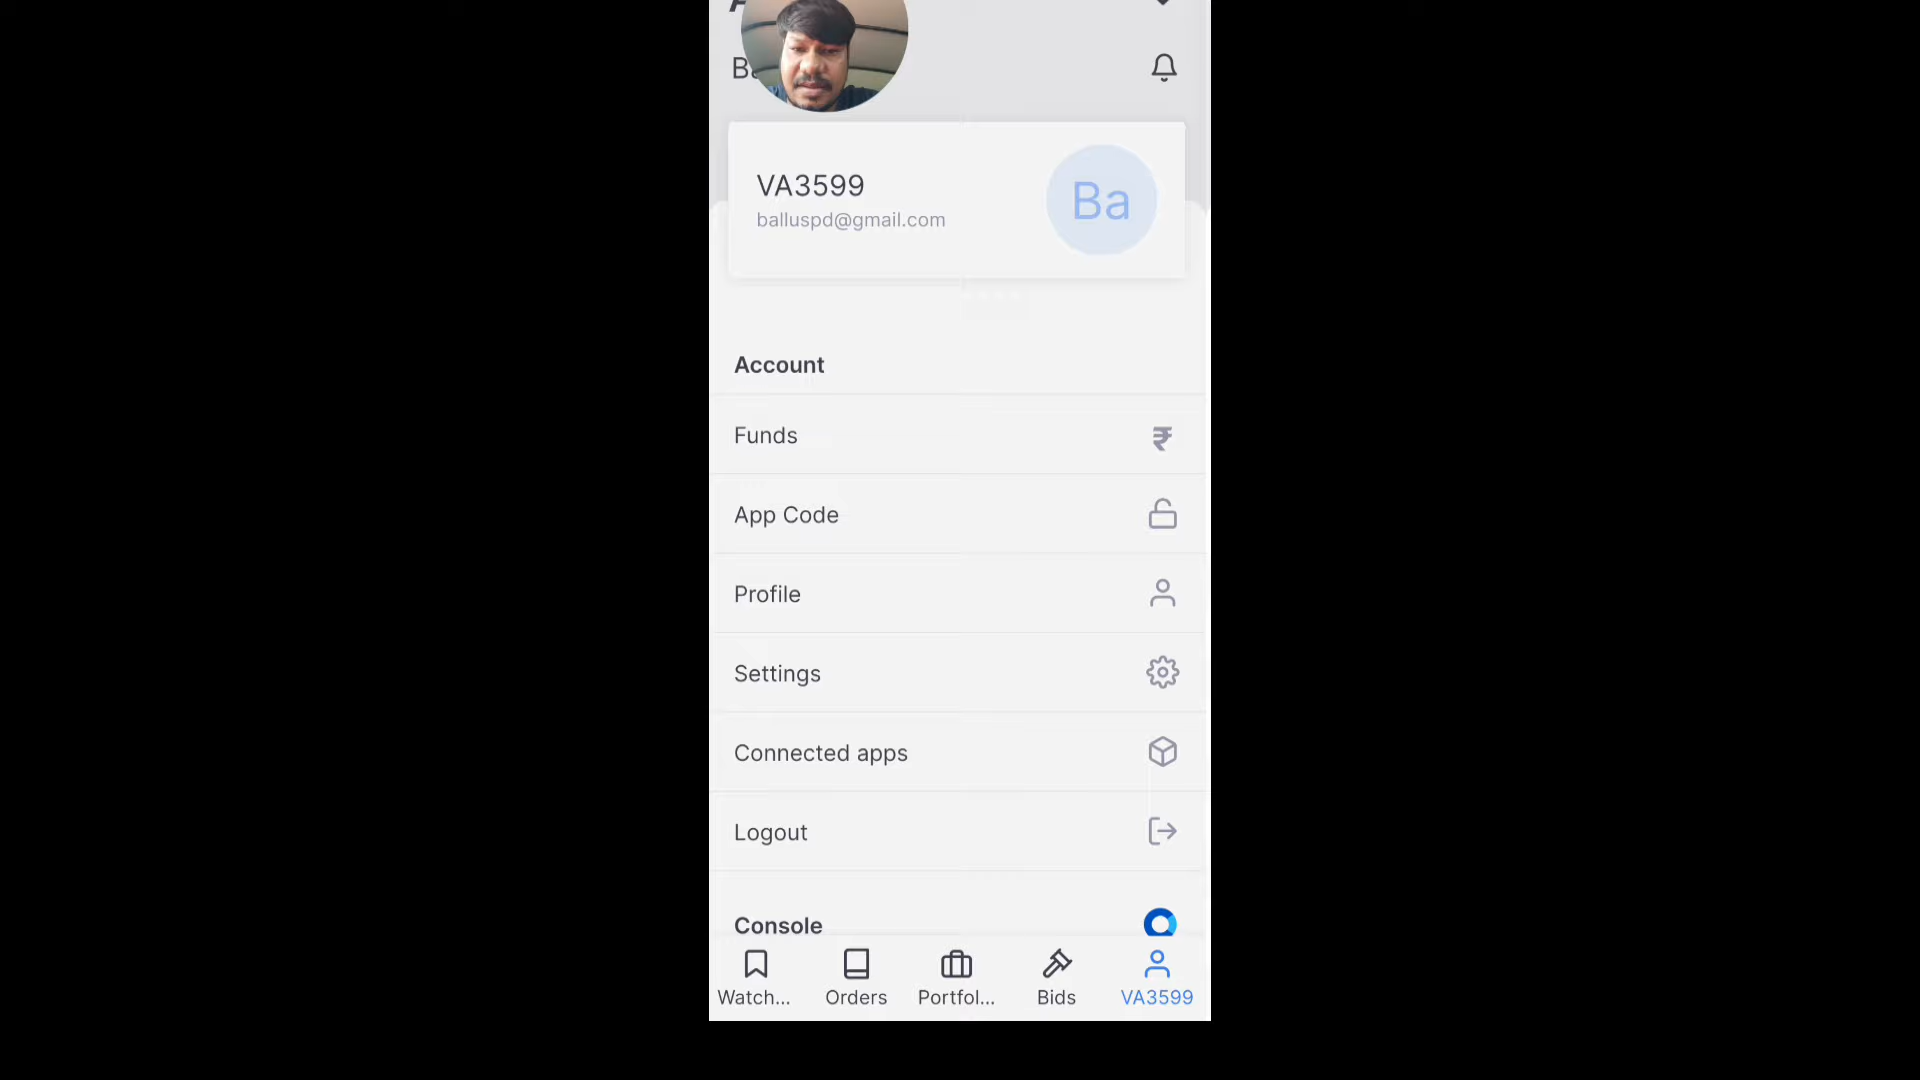 VA3599
balluspd@gmail.com
Ba
Account
Funds
App Code
Profile
Settings
Connected apps
Logout
Console
Watch...
Orders
Portfol...
Bids
VA3599